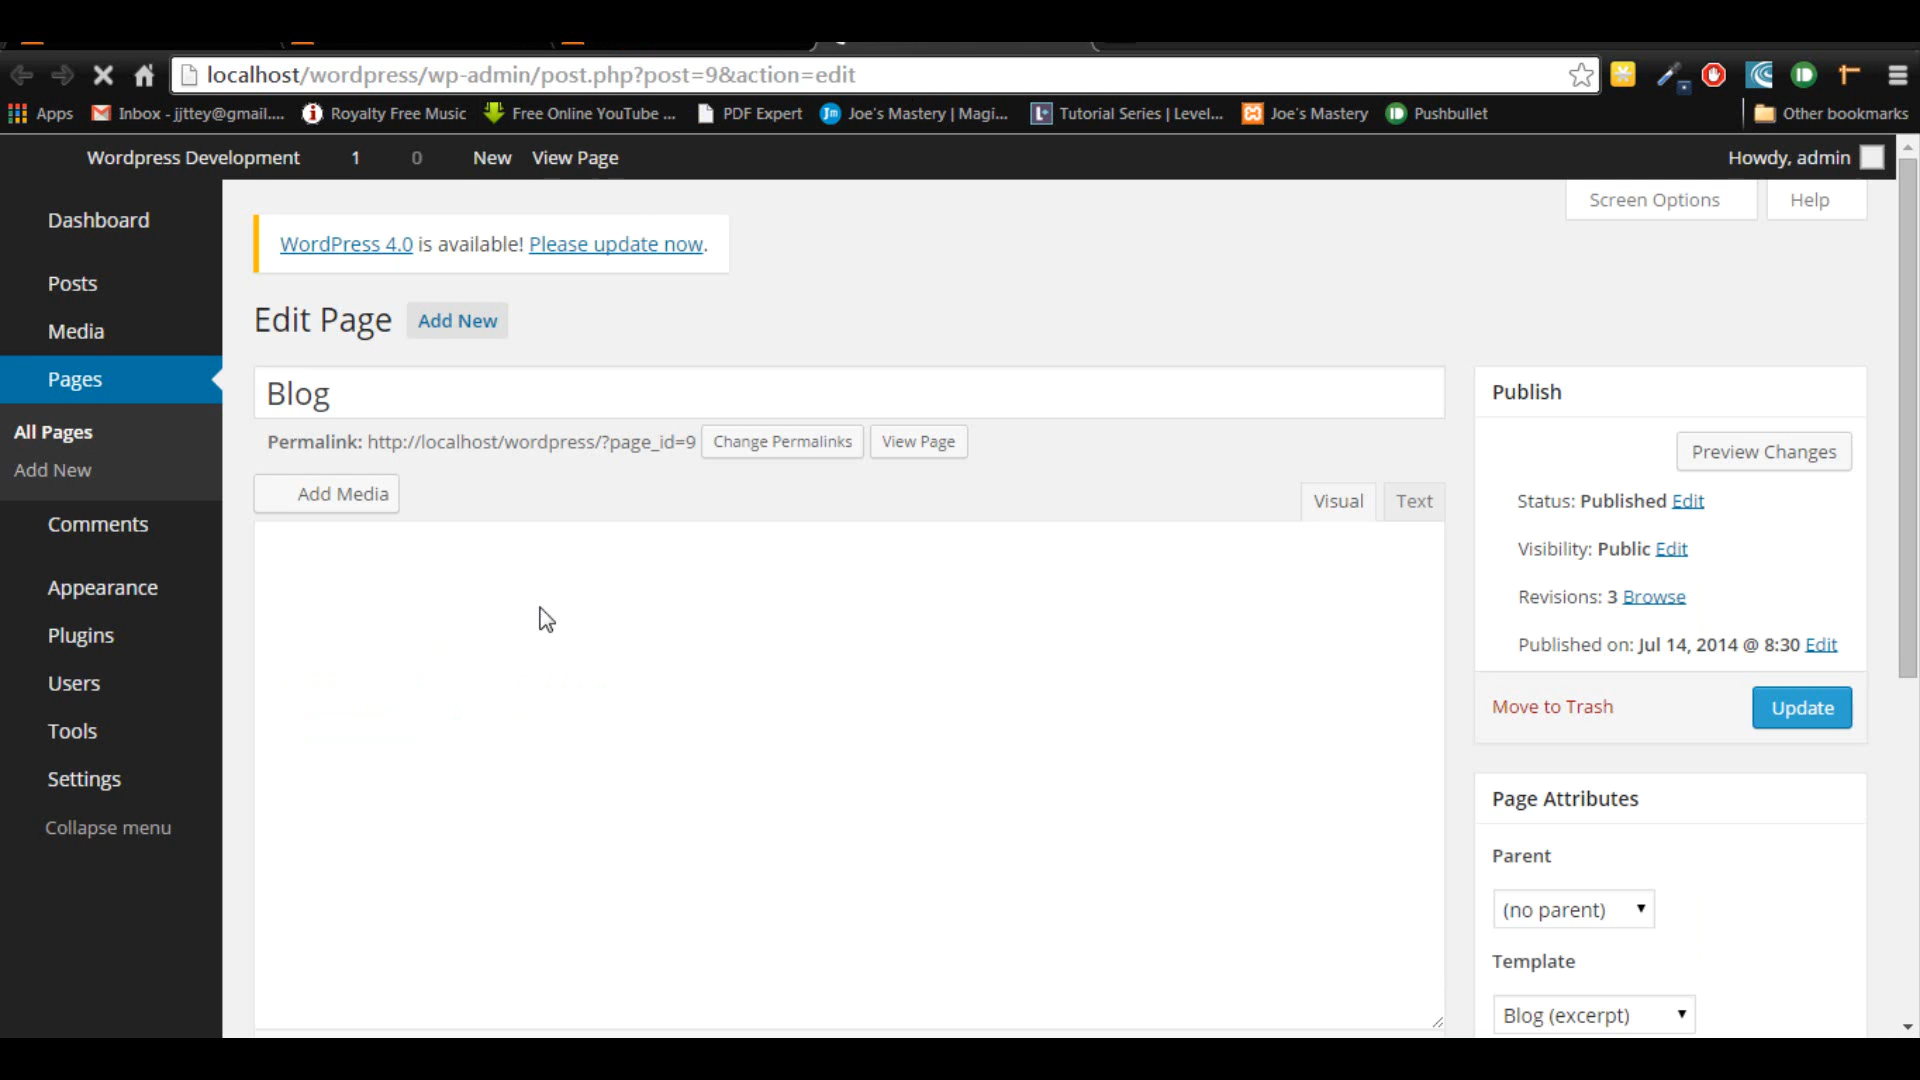 localhost/wordpress/wp-admin/post.php?post=9&action=edit
Apps Inbox - jjttey@gmail.... Royalty Free Music Free Online YouTube ... PDF Expert Joe's Mastery | Magi... Tutorial Series | Level... Joe's Mastery Pushbullet Other bookmarks
Wordpress Development 1 0 New View Page Howdy, admin
Screen Options Help
Dashboard
Posts
Media
Pages
All Pages
Add New
Comments
Appearance
Plugins
Users
Tools
Settings
Collapse menu
WordPress 4.0 is available! Please update now.
Edit Page Add New
Blog
Permalink: http://localhost/wordpress/?page_id=9 Change Permalinks View Page
Add Media
Visual Text
Publish
Preview Changes
Status: Published Edit
Visibility: Public Edit
Revisions: 3 Browse
Published on: Jul 14, 2014 @ 8:30 Edit
Move to Trash Update
Page Attributes
Parent
(no parent)
Template
Blog (excerpt)